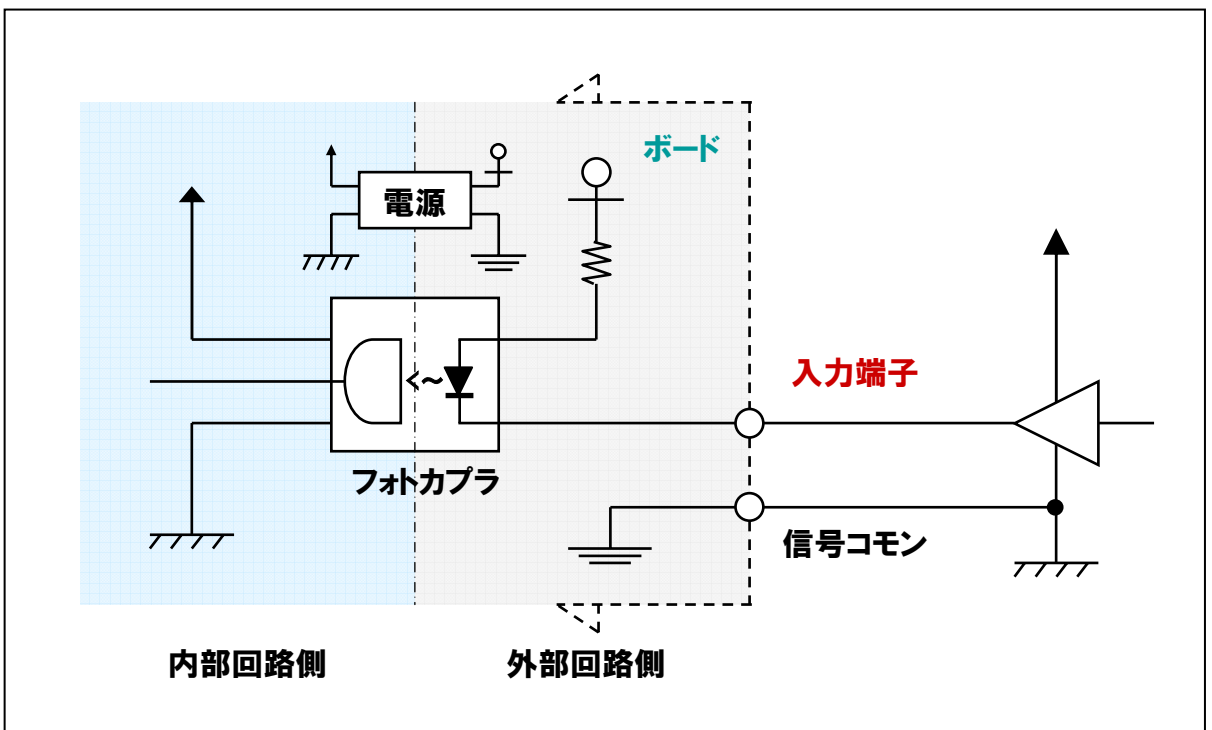 ボード
電源
入力端子
フォトカプラ
信号コモン
内部回路側
外部回路側